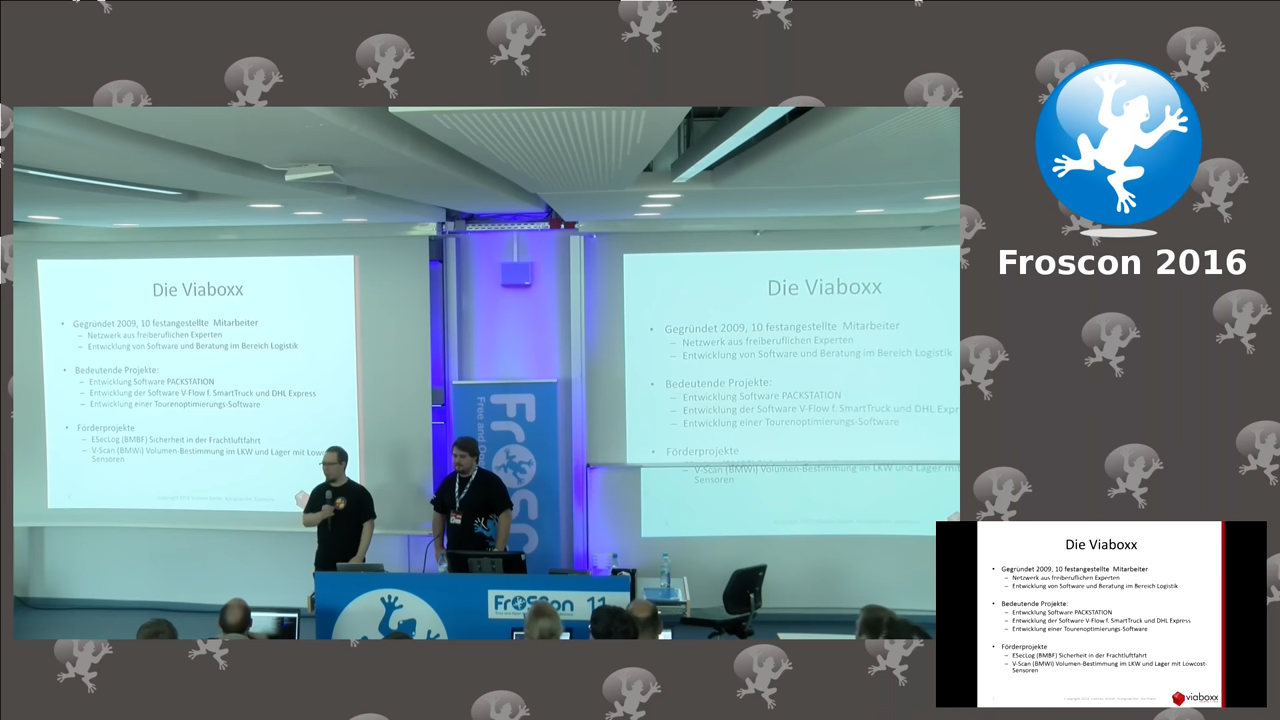 Froscon 2016
Die Viaboxx
• Gegründet 2009, 10 festangestellte Mitarbeiter
– Netzwerk aus freiberuflichen Experten
– Entwicklung von Software und Beratung im Bereich Logistik
• Bedeutende Projekte:
– Entwicklung Software PACKSTATION
– Entwicklung der Software V-Flow f. SmartTruck und DHL Express
– Entwicklung einer Tourenoptimierungs-Software
• Förderprojekte
– ESecLog (BMBF) Sicherheit in der Frachtluftfahrt
– V-Scan (BMWi) Volumen-Bestimmung im LKW und Lager mit Lowc
Sensoren
Die Viaboxx
• Gegründet 2009, 10 festangestellte Mitarbeiter
– Netzwerk aus freiberuflichen Experten
– Entwicklung von Software und Beratung im Bereich Logistik
• Bedeutende Projekte:
– Entwicklung Software PACKSTATION
– Entwicklung der Software V-Flow f. SmartTruck und DHL Expr
– Entwicklung einer Tourenoptimierungs-Software
• Förderprojekte
– V-Scan (BMWi) Volumen-Bestimmung im LKW und Lager mit
Sensoren
FrOSC
Free and O
FrOSCon 11
Die Viaboxx
• Gegründet 2009, 10 festangestellte Mitarbeiter
– Netzwerk aus freiberuflichen Experten
– Entwicklung von Software und Beratung im Bereich Logistik
• Bedeutende Projekte:
– Entwicklung Software PACKSTATION
– Entwicklung der Software V-Flow f. SmartTruck und DHL Express
– Entwicklung einer Tourenoptimierungs-Software
• Förderprojekte
– ESecLog (BMBF) Sicherheit in der Frachtluftfahrt
– V-Scan (BMWi) Volumen-Bestimmung im LKW und Lager mit Lowcost-
Sensoren
viaboxx